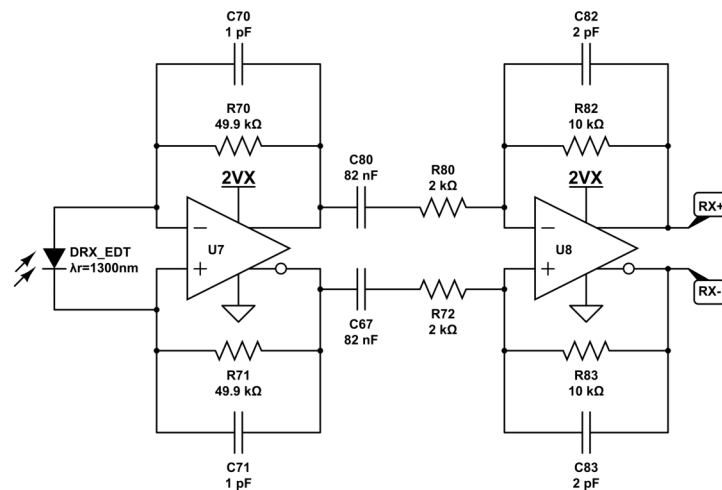 C70
1 pF
C82
2 pF
R70
49.9 kΩ
R82
10 kΩ
C80
82 nF
R80
2 kΩ
2VX
2VX
RX+
−
U7
+
−
U8
+
DRX_EDT
λr=1300nm
RX-
C67
82 nF
R72
2 kΩ
R71
49.9 kΩ
R83
10 kΩ
C71
1 pF
C83
2 pF